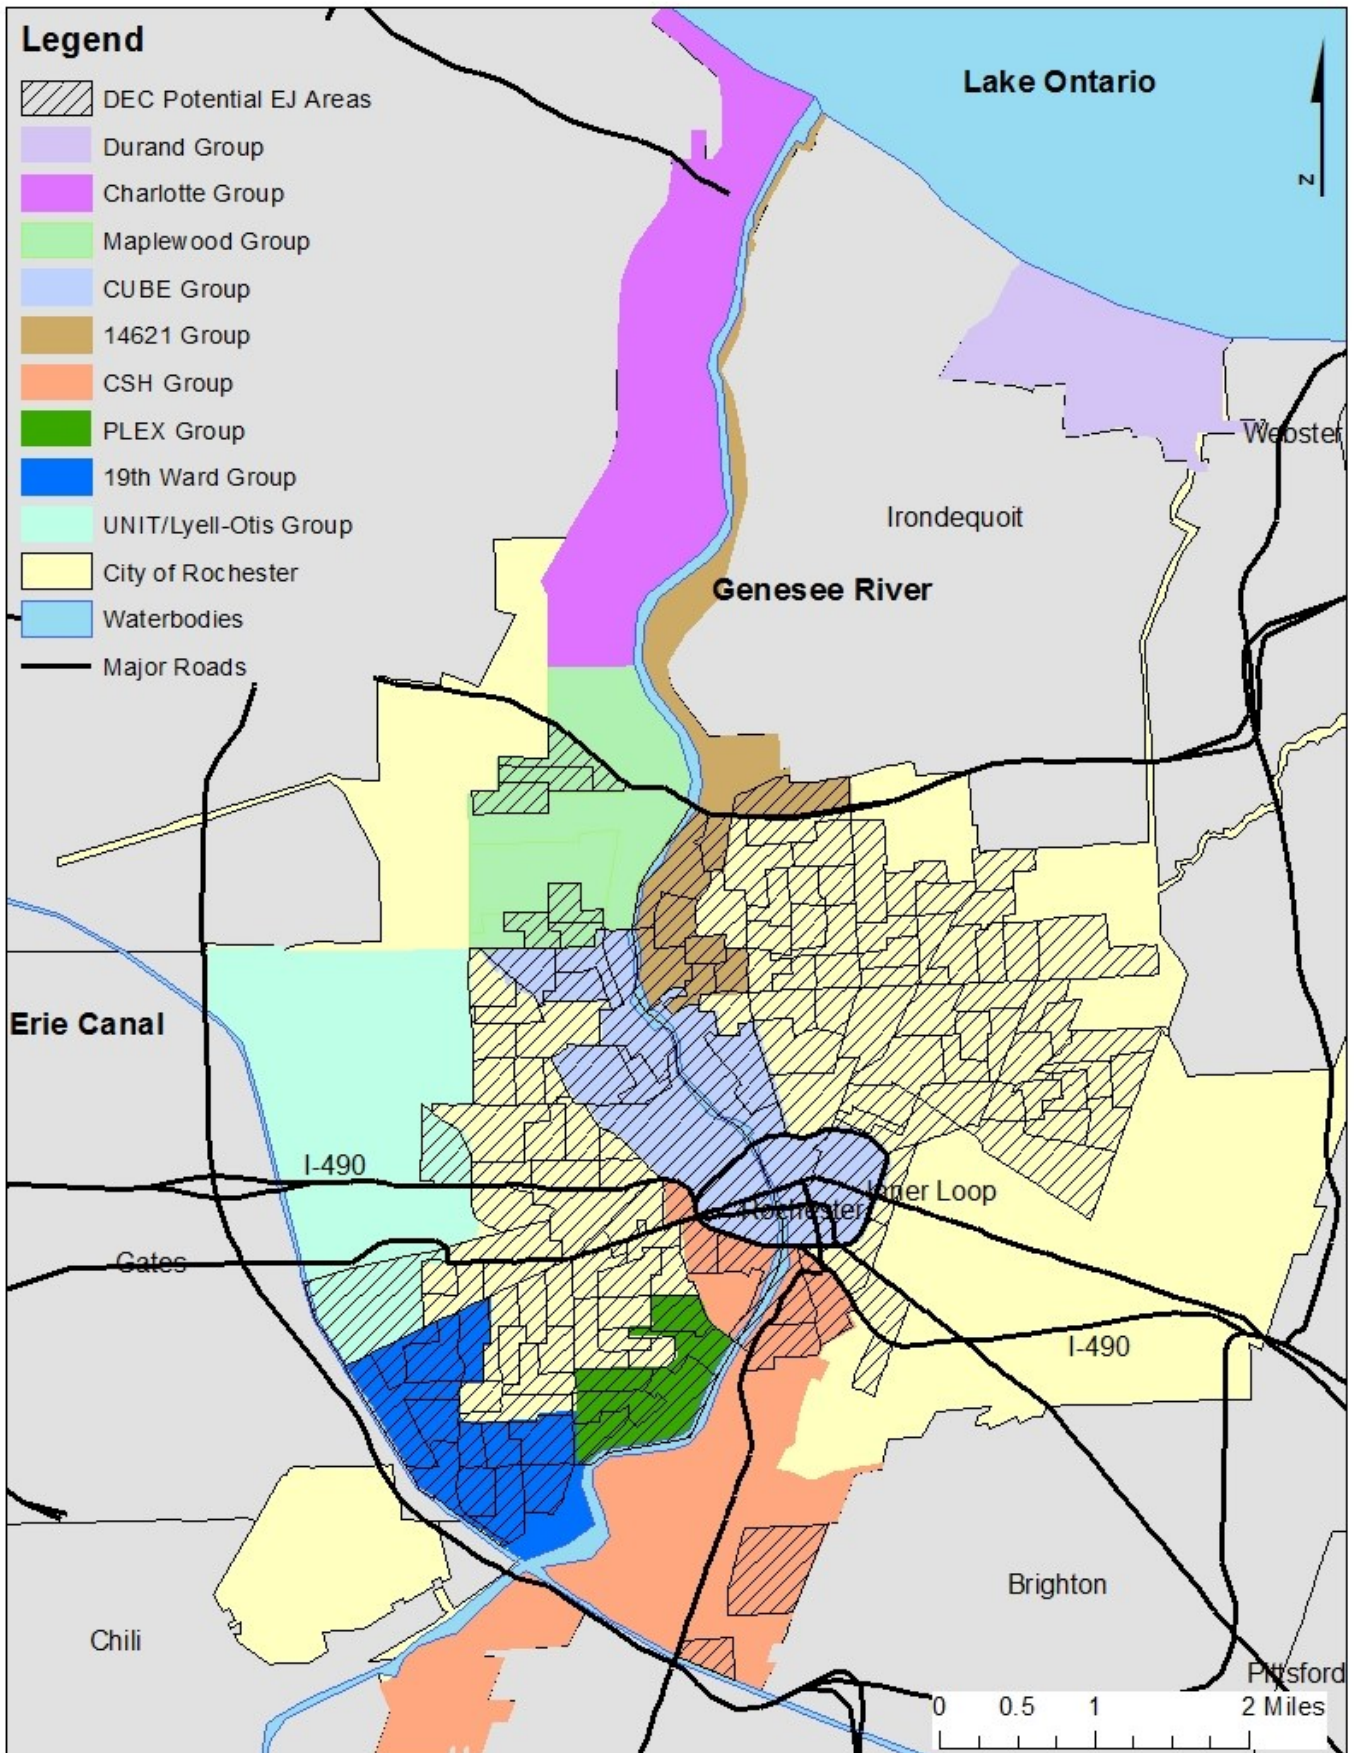 Legend
DEC Potential EJ Areas
Durand Group
Charlotte Group
Maplewood Group
CUBE Group
14621 Group
CSH Group
PLEX Group
19th Ward Group
UNIT/Lyell-Otis Group
City of Rochester
Waterbodies
Major Roads
Lake Ontario
N
Webster
Irondequoit
Genesee River
Erie Canal
I-490
Inner Loop
Rochester
Gates
I-490
Brighton
Chili
Pittsford
0 0.5 1 2 Miles